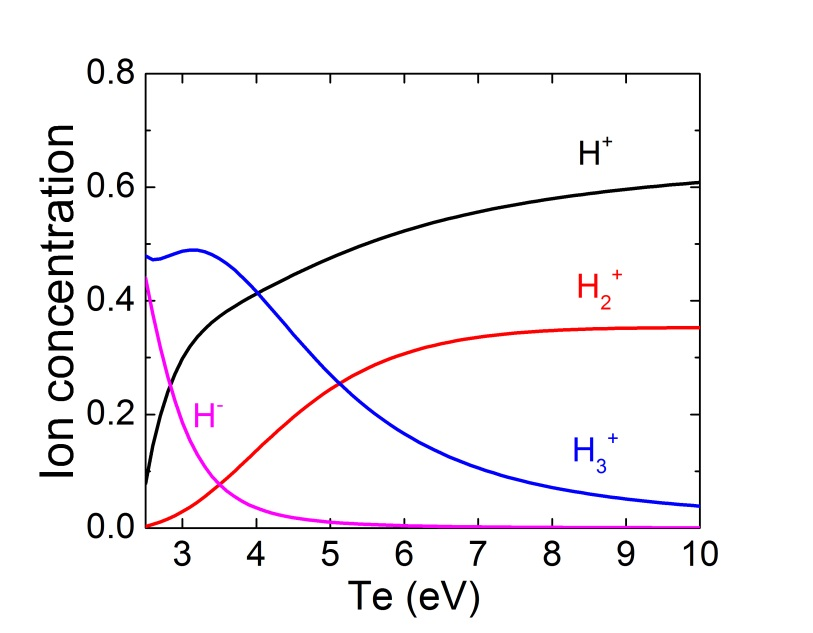 0.8
0.6
0.4
0.2
0.0
Ion concentration
H⁺
H₂⁺
H⁻
H₃⁺
3 4 5 6 7 8 9 10
Te (eV)